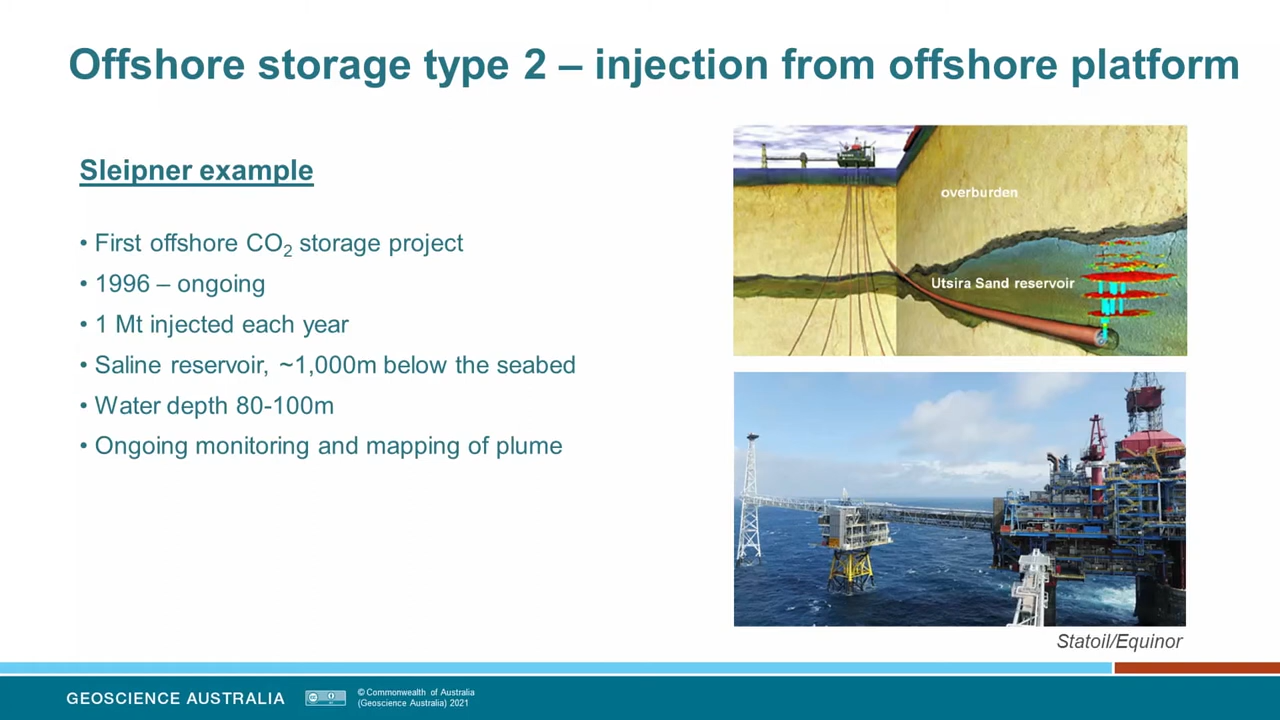 Offshore storage type 2 – injection from offshore platform
Sleipner example
• First offshore CO₂ storage project
• 1996 – ongoing
• 1 Mt injected each year
• Saline reservoir, ~1,000m below the seabed
• Water depth 80-100m
• Ongoing monitoring and mapping of plume
overburden
Utsira Sand reservoir
Statoil/Equinor
GEOSCIENCE AUSTRALIA
© Commonwealth of Australia
(Geoscience Australia) 2021